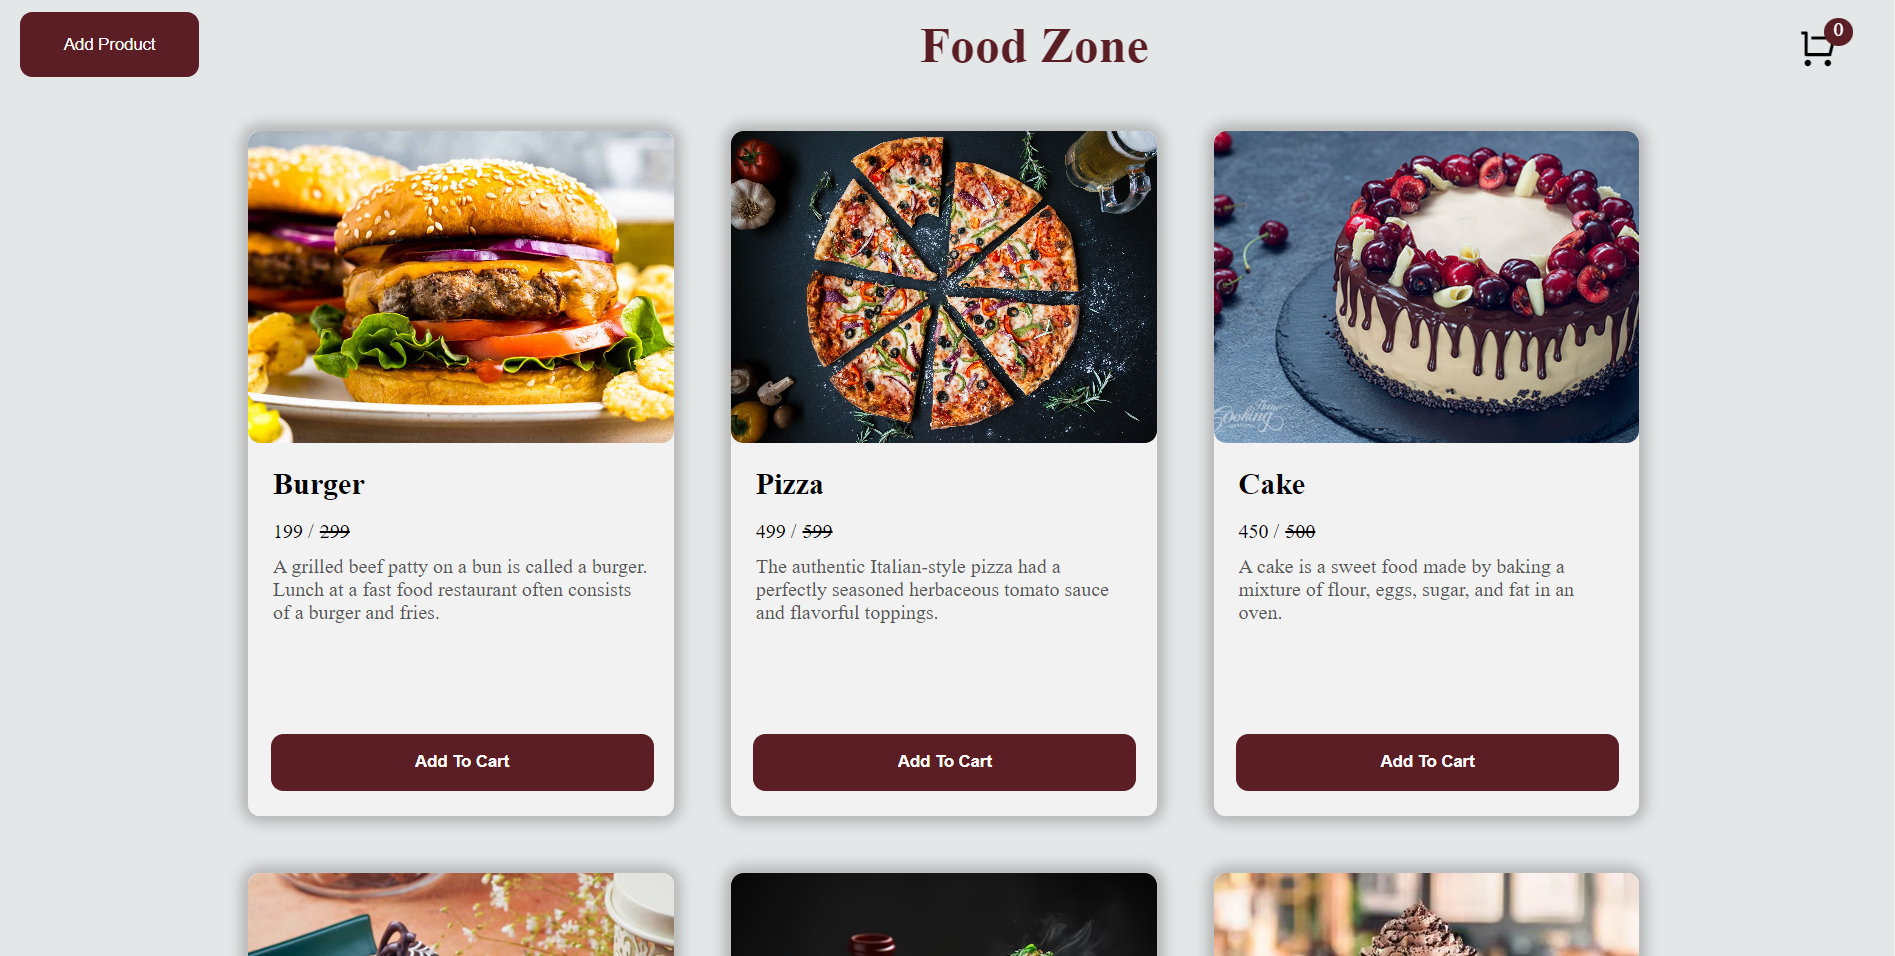 Add Product
Food Zone
0
Burger
199 / 299
A grilled beef patty on a bun is called a burger.
Lunch at a fast food restaurant often consists
of a burger and fries.
Add To Cart
Pizza
499 / 599
The authentic Italian-style pizza had a
perfectly seasoned herbaceous tomato sauce
and flavorful toppings.
Add To Cart
Home
Cooking
Cake
450 / 500
A cake is a sweet food made by baking a
mixture of flour, eggs, sugar, and fat in an
oven.
Add To Cart